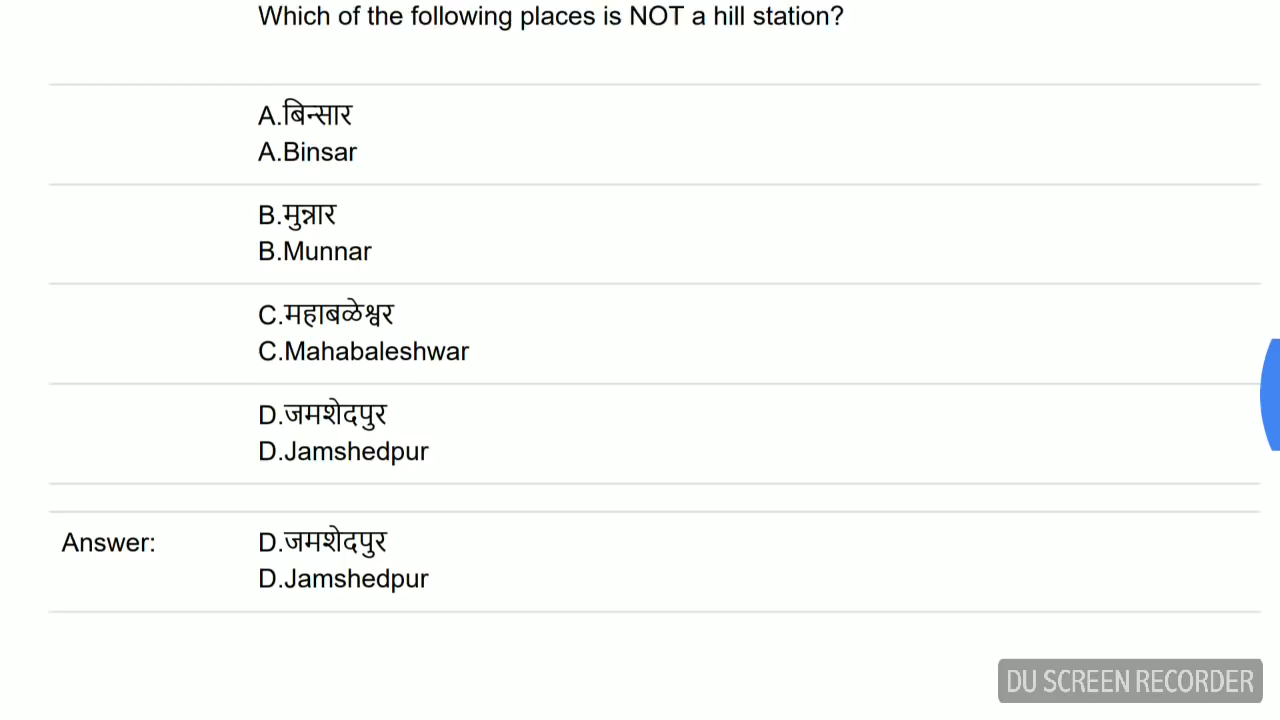 Which of the following places is NOT a hill station?
A.बिन्सार
A.Binsar
B.मुन्नार
B.Munnar
C.महाबळेश्वर
C.Mahabaleshwar
D.जमशेदपुर
D.Jamshedpur
Answer: D.जमशेदपुर
D.Jamshedpur
DU SCREEN RECORDER